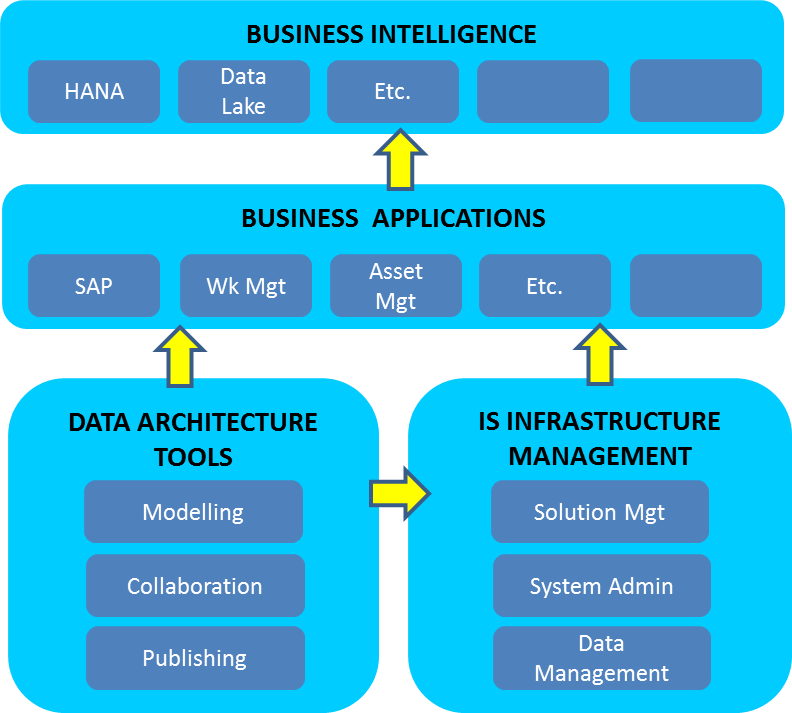 BUSINESS INTELLIGENCE
HANA
Data
Lake
Etc.
BUSINESS APPLICATIONS
SAP
Wk Mgt
Asset
Mgt
Etc.
DATA ARCHITECTURE
TOOLS
Modelling
Collaboration
Publishing
IS INFRASTRUCTURE
MANAGEMENT
Solution Mgt
System Admin
Data
Management